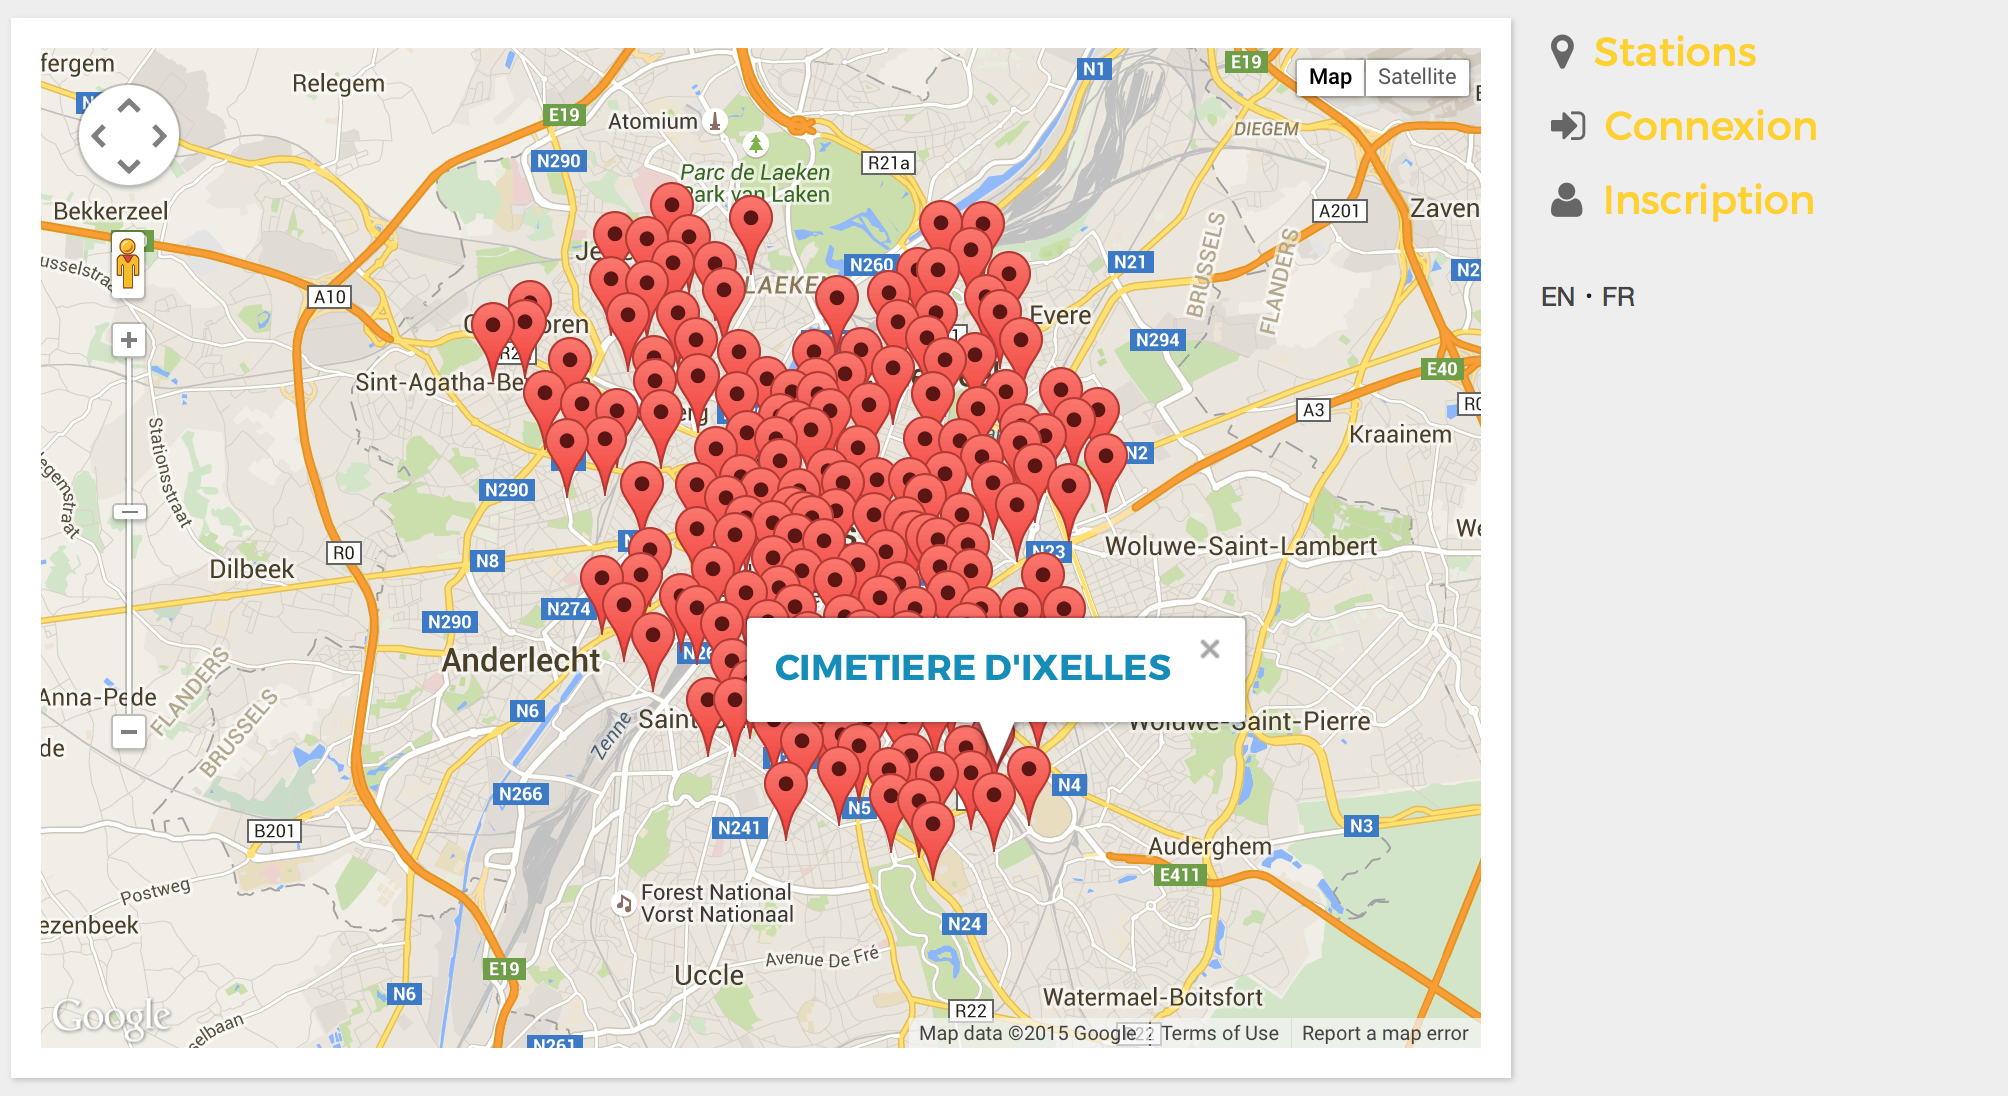 fergem
Relegem
N1
E19
Map
Satellite
Stations
E19
Atomium
DIEGEM
Connexion
N290
R21a
Parc de Laeken
Park van Laken
Inscription
Bekkerzeel
A201
Zaven
BRUSSELS
FLANDERS
N260
N21
A10
EN · FR
Evere
N294
E40
Sint-Agatha-Be
A3
Kraainem
Stationsstraat
N2
N290
N23
Woluwe-Saint-Lambert
R0
N8
Dilbeek
N274
N290
Anderlecht
CIMETIERE D'IXELLES
FLANDERS
BRUSSELS
Anna-Pede
N6
Zenne
Saint
Woluwe-Saint-Pierre
de
N266
N4
N5
B201
N241
N3
Auderghem
E411
Postweg
Forest National
Vorst Nationaal
ezenbeek
N24
Avenue De Fré
E19
Uccle
N6
Watermael-Boitsfort
R22
Google
selbaan
N261
Map data ©2015 Google
Terms of Use
Report a map error